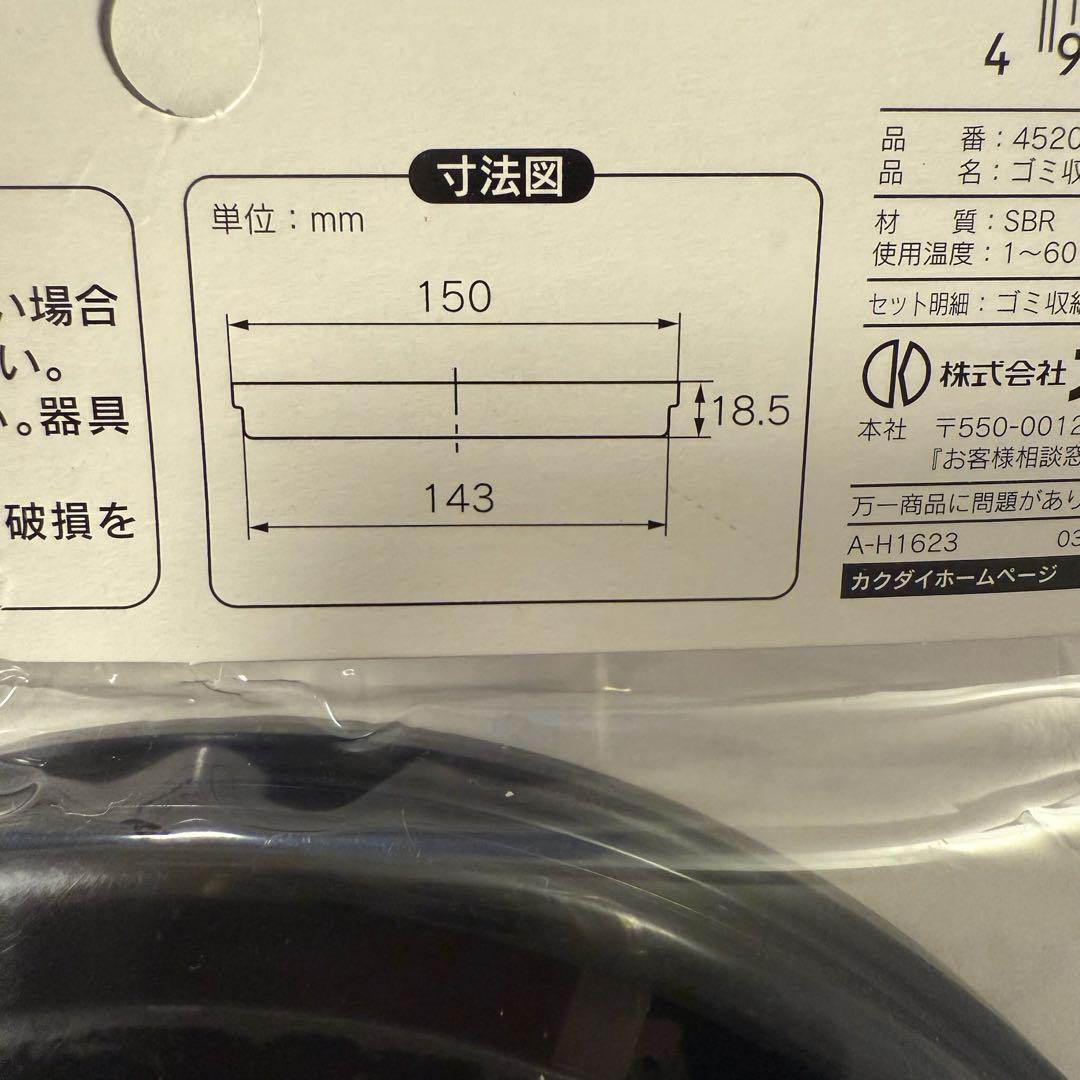 い場合
い。
い。器具
破損を
寸法図
単位：mm
150
18.5
143
4 9
品 番：4520
品 名：ゴミ収
材 質：SBR
使用温度：1～60
セット明細：ゴミ収納
株式会社
本社 〒550-0012
『お客様相談窓
万一商品に問題があり
A-H1623 03
カクダイホームページ